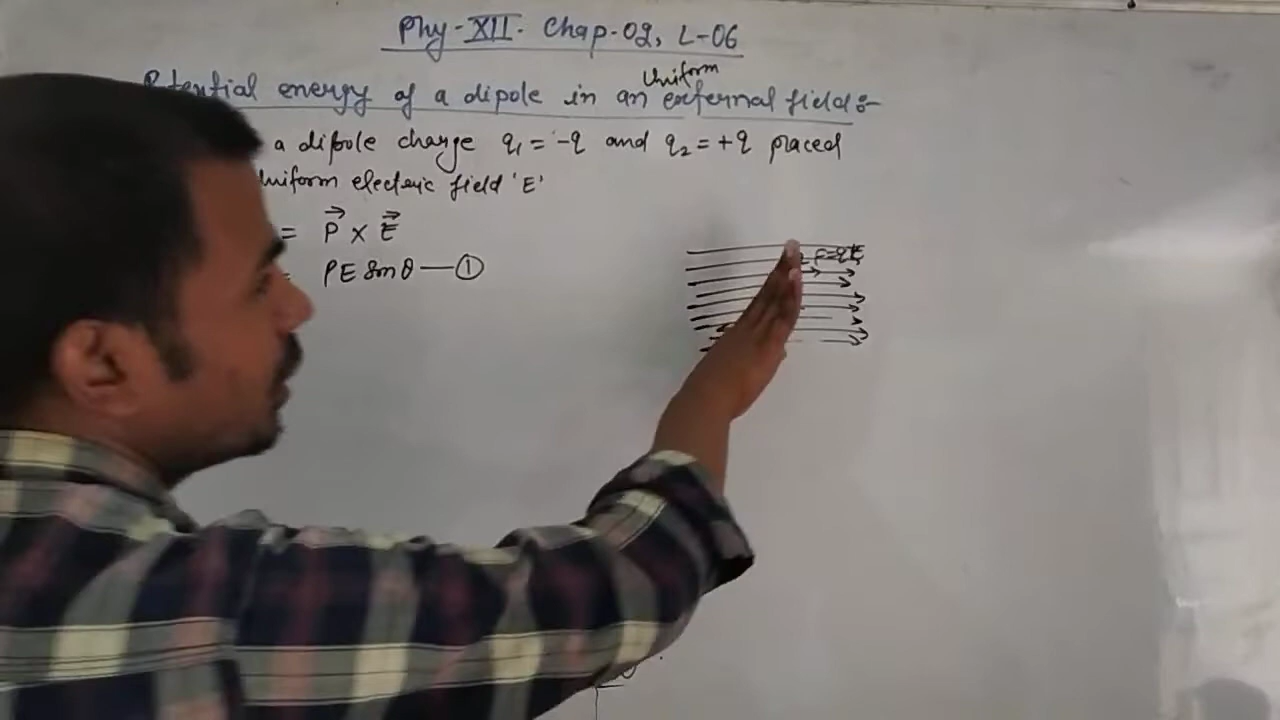 Phy-XII. Chap-02, L-06
Potential energy of a dipole in an external field:-
Uniform
a dipole charge q₁ = -q and q₂ = +q placed
Uniform electric field 'E'
= P⃗ × E⃗
= PE Sinθ — ①
F=qE